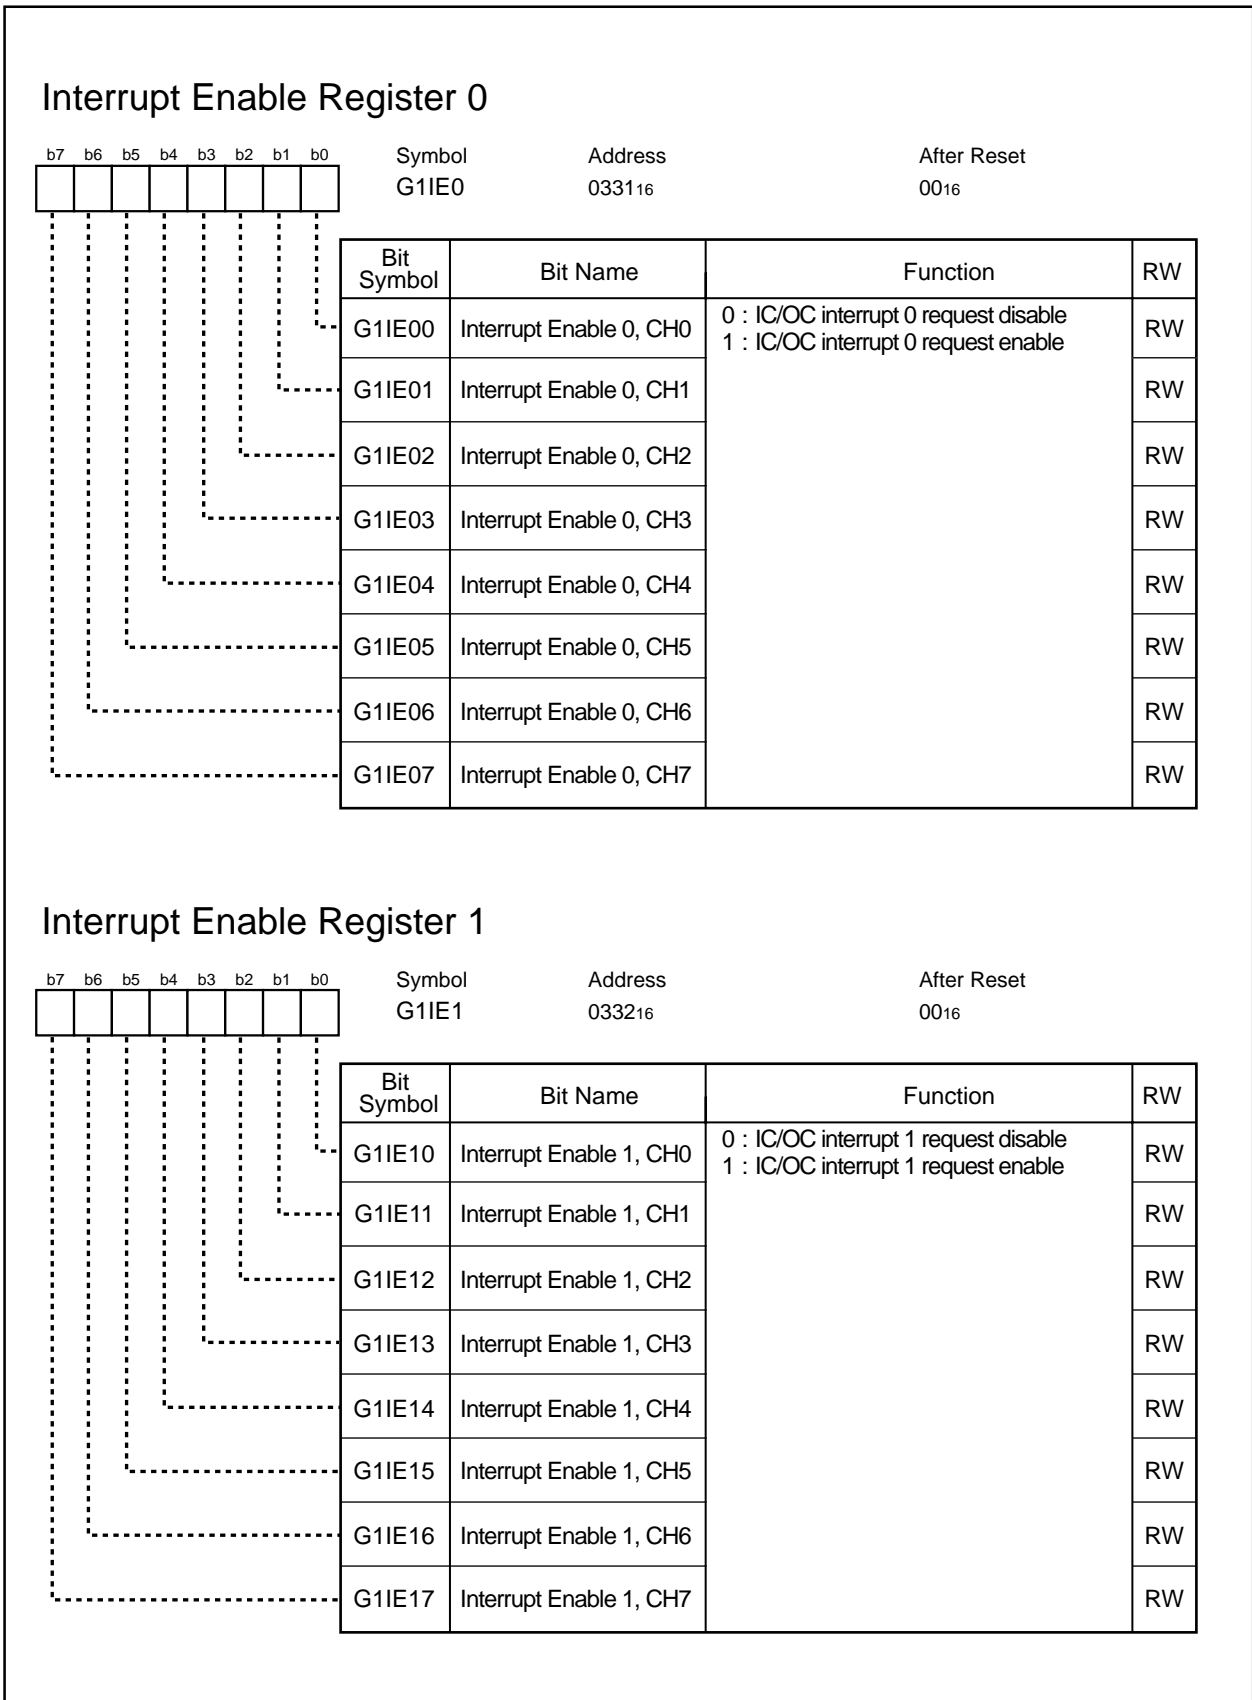 Interrupt Enable Register 0
b7 b6 b5 b4 b3 b2 b1 b0
Symbol Address After Reset
G1IE0 033116 0016
Bit Symbol Bit Name Function RW
G1IE00 Interrupt Enable 0, CH0 0 : IC/OC interrupt 0 request disable RW
1 : IC/OC interrupt 0 request enable
G1IE01 Interrupt Enable 0, CH1 RW
G1IE02 Interrupt Enable 0, CH2 RW
G1IE03 Interrupt Enable 0, CH3 RW
G1IE04 Interrupt Enable 0, CH4 RW
G1IE05 Interrupt Enable 0, CH5 RW
G1IE06 Interrupt Enable 0, CH6 RW
G1IE07 Interrupt Enable 0, CH7 RW
Interrupt Enable Register 1
b7 b6 b5 b4 b3 b2 b1 b0
Symbol Address After Reset
G1IE1 033216 0016
Bit Symbol Bit Name Function RW
G1IE10 Interrupt Enable 1, CH0 0 : IC/OC interrupt 1 request disable RW
1 : IC/OC interrupt 1 request enable
G1IE11 Interrupt Enable 1, CH1 RW
G1IE12 Interrupt Enable 1, CH2 RW
G1IE13 Interrupt Enable 1, CH3 RW
G1IE14 Interrupt Enable 1, CH4 RW
G1IE15 Interrupt Enable 1, CH5 RW
G1IE16 Interrupt Enable 1, CH6 RW
G1IE17 Interrupt Enable 1, CH7 RW